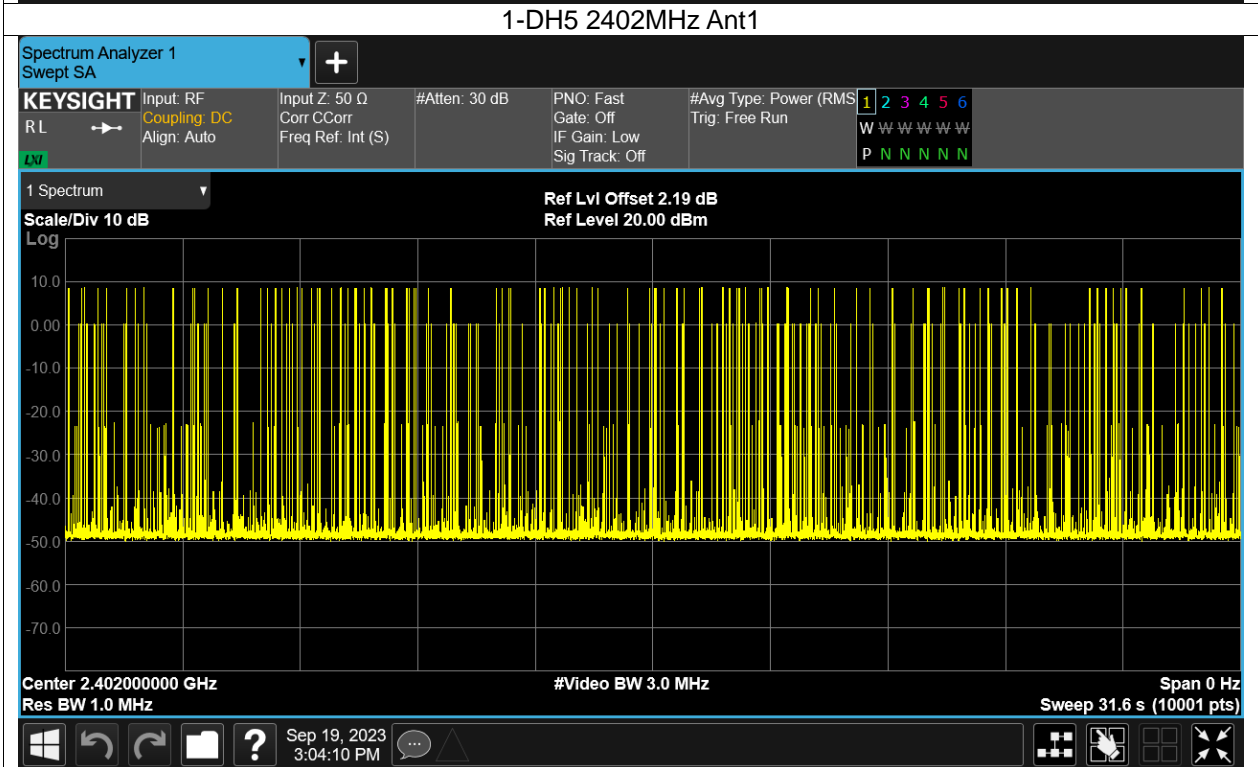 1-DH5 2402MHz Ant1
Spectrum Analyzer 1
Swept SA
KEYSIGHT
RL
LXI
Input: RF
Coupling: DC
Align: Auto
Input Z: 50 Ω
Corr CCorr
Freq Ref: Int (S)
#Atten: 30 dB
PNO: Fast
Gate: Off
IF Gain: Low
Sig Track: Off
#Avg Type: Power (RMS
Trig: Free Run
1 2 3 4 5 6
W W W W W W
P N N N N N
1 Spectrum
Scale/Div 10 dB
Ref Lvl Offset 2.19 dB
Ref Level 20.00 dBm
Log
10.0
0.00
-10.0
-20.0
-30.0
-40.0
-50.0
-60.0
-70.0
Center 2.402000000 GHz
#Video BW 3.0 MHz
Span 0 Hz
Res BW 1.0 MHz
Sweep 31.6 s (10001 pts)
?
Sep 19, 2023
3:04:10 PM